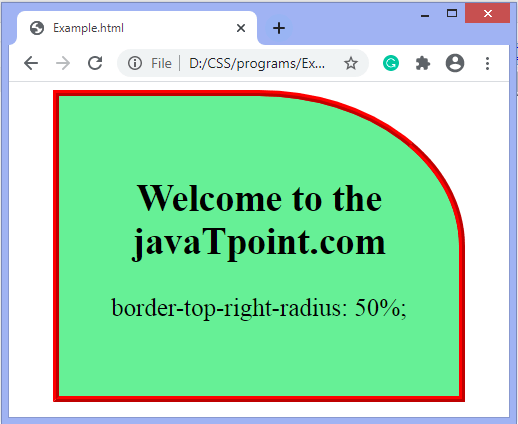 Example.html
File D:/CSS/programs/Ex...
Welcome to the
javaTpoint.com
border-top-right-radius: 50%;